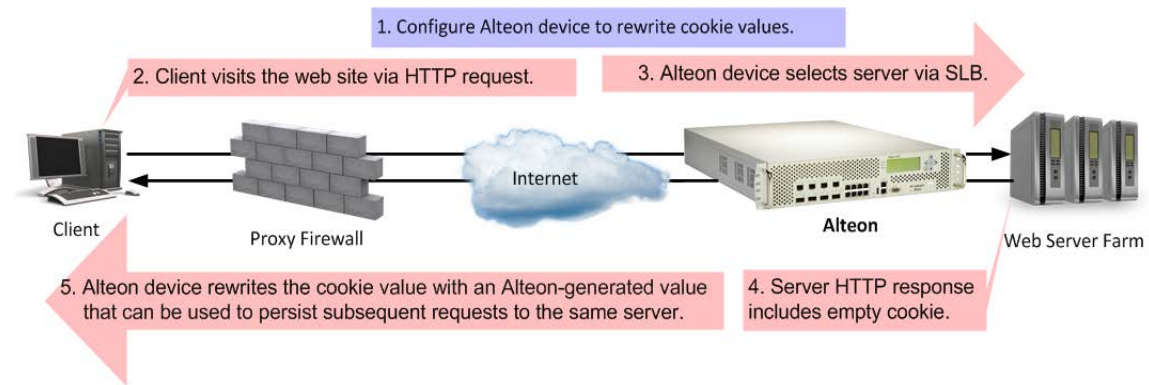 1. Configure Alteon device to rewrite cookie values.
2. Client visits the web site via HTTP request.
3. Alteon device selects server via SLB.
Internet
Client
Proxy Firewall
Alteon
Web Server Farm
5. Alteon device rewrites the cookie value with an Alteon-generated value
that can be used to persist subsequent requests to the same server.
4. Server HTTP response
includes empty cookie.